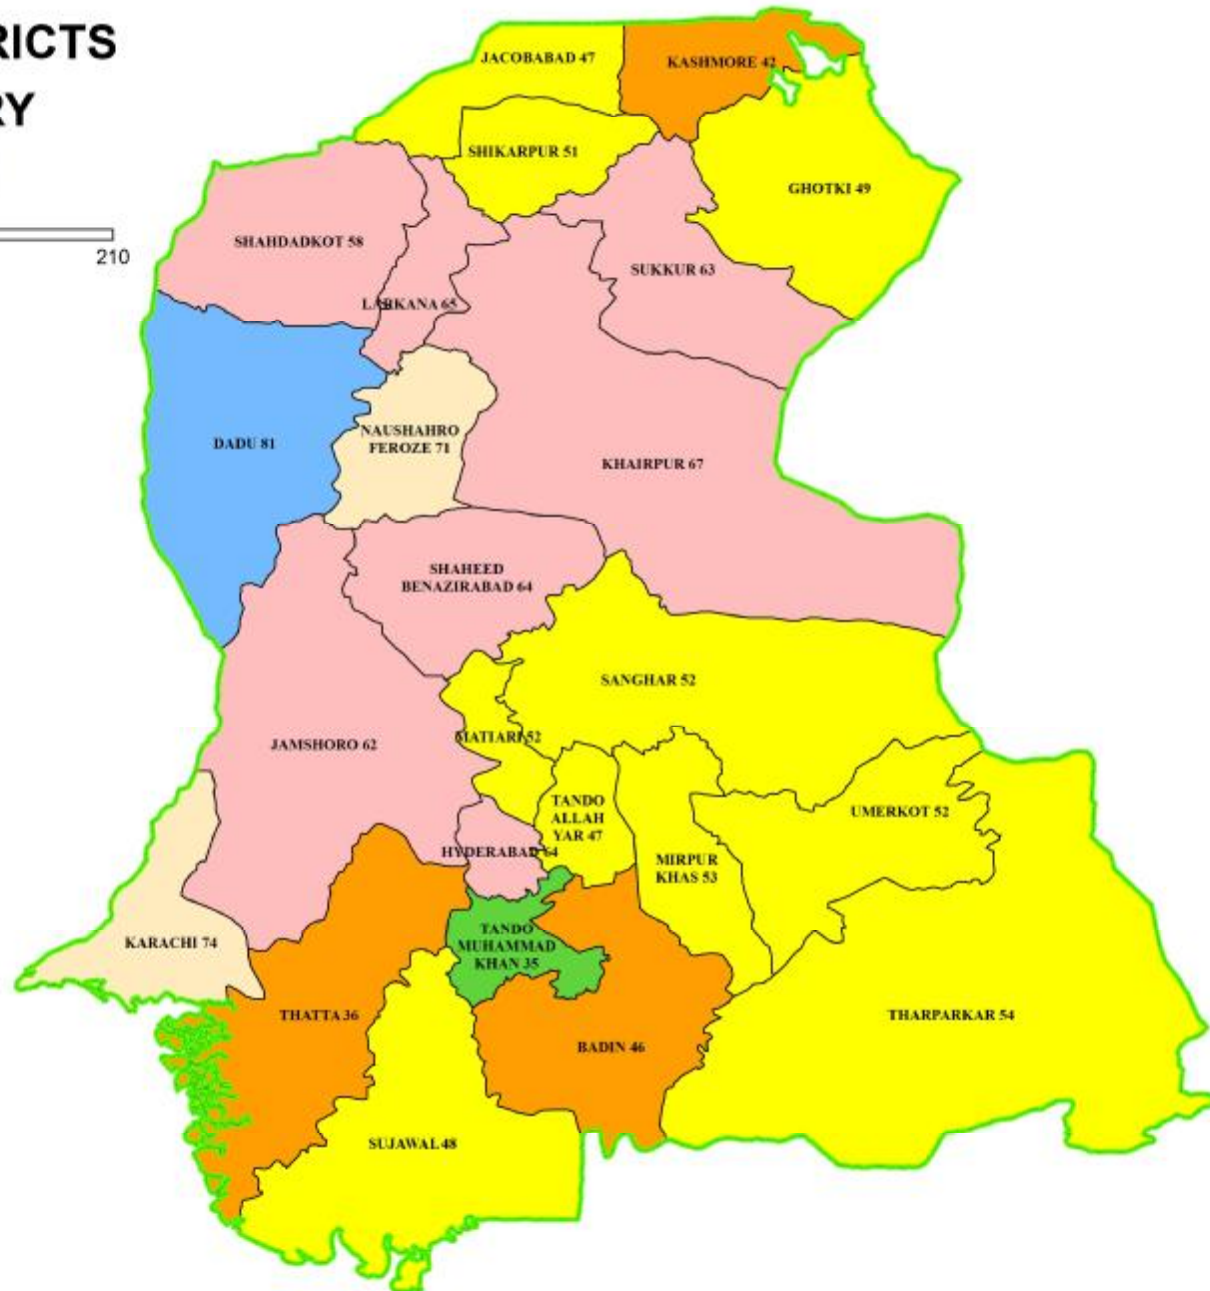 RICTS
RY
210
JACOBABAD 47
KASHMORE 42
SHIKARPUR 51
GHOTKI 49
SHAHDADKOT 58
SUKKUR 63
LARKANA 65
NAUSHAHRO
FEROZE 71
DADU 81
KHAIRPUR 67
SHAHEED
BENAZIRABAD 64
SANGHAR 52
MATIARI 52
JAMSHORO 62
TANDO
ALLAH
YAR 47
UMERKOT 52
HYDERABAD 64
MIRPUR
KHAS 53
TANDO
MUHAMMAD
KHAN 35
KARACHI 74
THATTA 36
THARPARKAR 54
BADIN 46
SUJAWAL 48